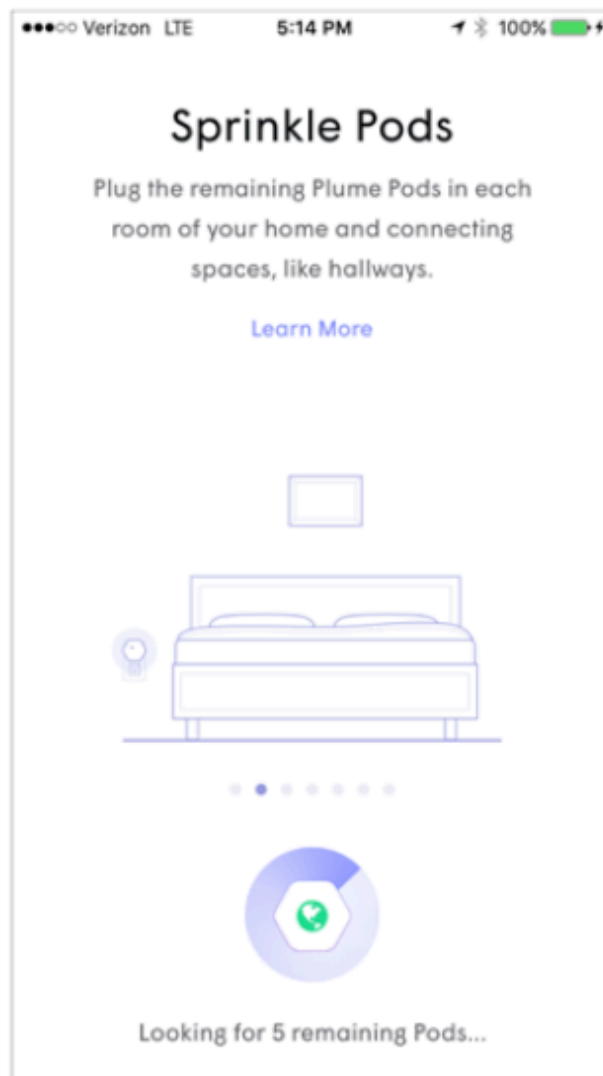 Verizon LTE 5:14 PM 100%
Sprinkle Pods
Plug the remaining Plume Pods in each
room of your home and connecting
spaces, like hallways.
Learn More
Looking for 5 remaining Pods...